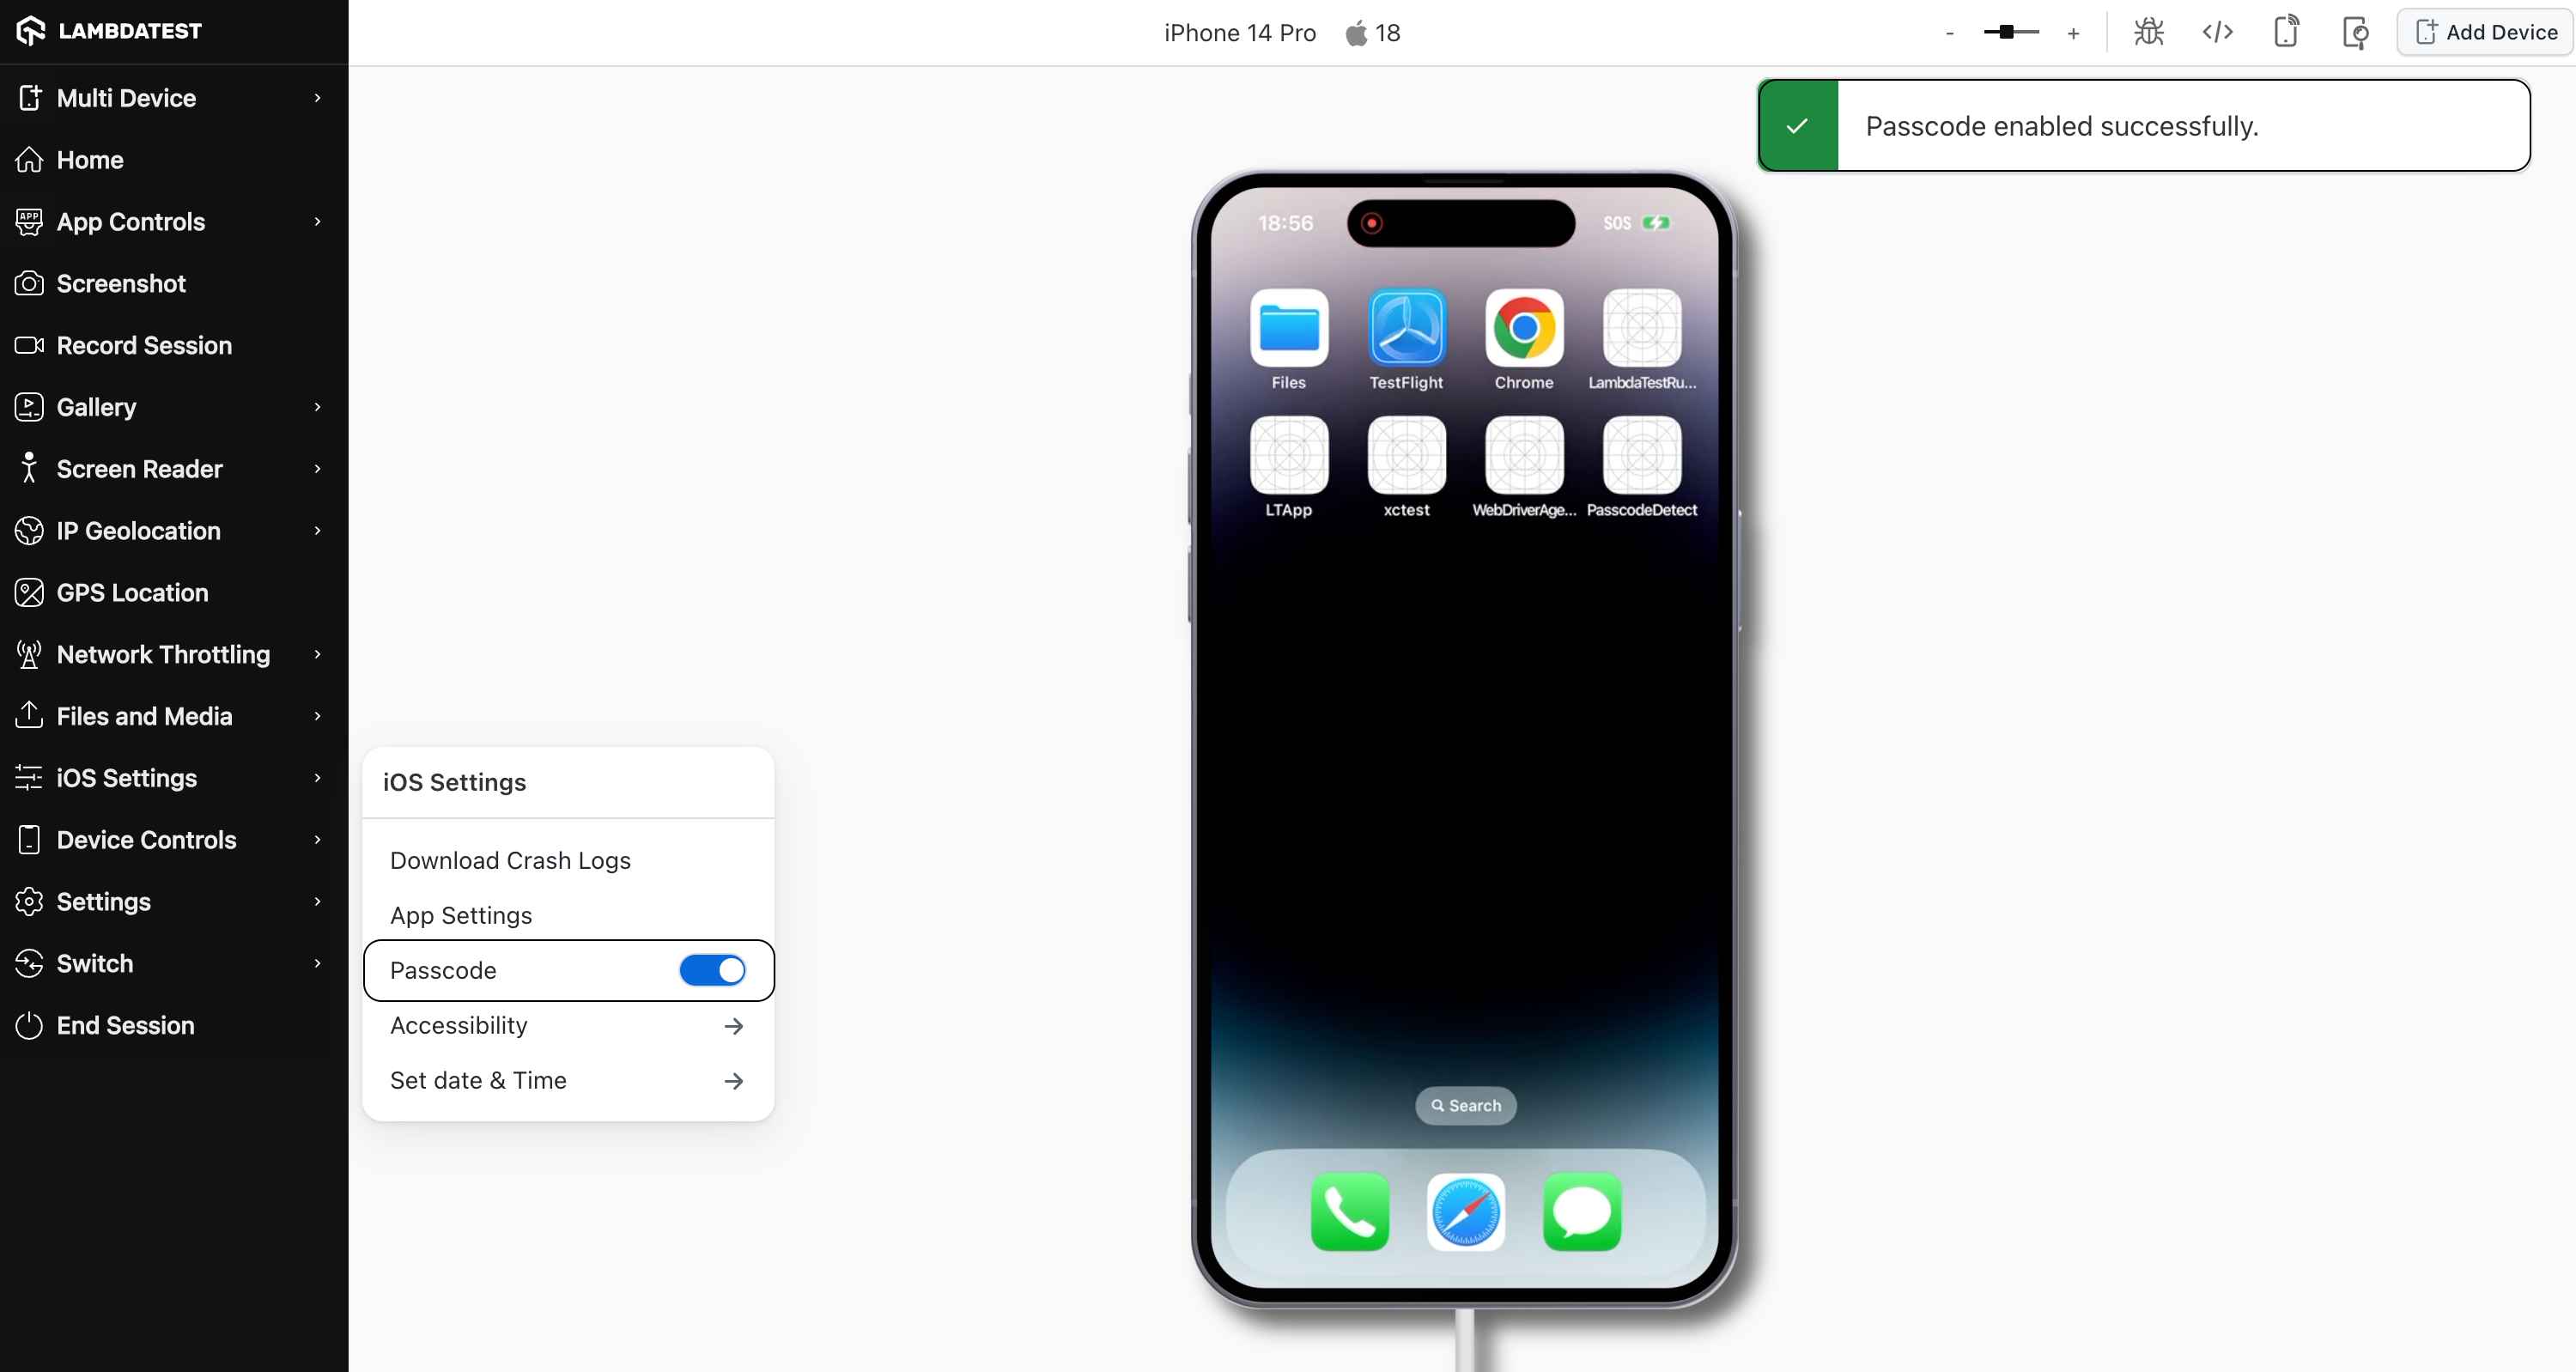 LAMBDATEST
Multi Device
Home
App Controls
Screenshot
Record Session
Gallery
Screen Reader
IP Geolocation
GPS Location
Network Throttling
Files and Media
iOS Settings
Device Controls
Settings
Switch
End Session
iPhone 14 Pro 18
- +
Add Device
Passcode enabled successfully.
iOS Settings
Download Crash Logs
App Settings
Passcode
Accessibility
Set date & Time
18:56 SOS
Files TestFlight Chrome LambdaTestRu...
LTApp xctest WebDriverAge... PasscodeDetect
Search